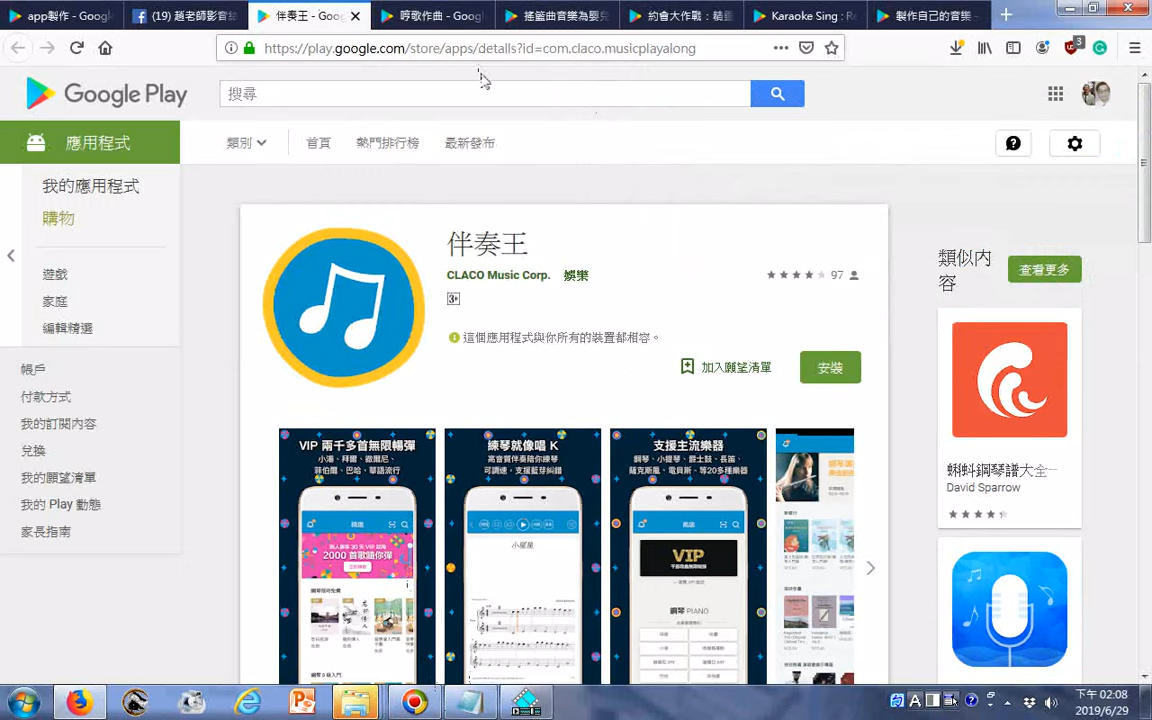 app製作 - Goog
(19) 趙老師影音
伴奏王 - Goo
哼歌作曲 - Goog
搖籃曲音樂為嬰兒
約會大作戰：精靈
Karaoke Sing : Re
製作自己的音樂
https://play.google.com/store/apps/details?id=com.claco.musicplayalong
3
Google Play
搜尋
應用程式
類別
首頁
熱門排行榜
最新發布
我的應用程式
購物
遊戲
家庭
編輯精選
帳戶
付款方式
我的訂閱內容
兌換
我的願望清單
我的 Play 動態
家長指南
伴奏王
CLACO Music Corp. 娛樂
97
3+
這個應用程式與你所有的裝置都相容。
加入願望清單
安裝
類似內容
查看更多
蝌蚪鋼琴譜大全
David Sparrow
VIP 兩千多首無限暢彈
小湯、拜爾、徹爾尼、
菲伯爾、巴哈、華語流行
2000 首歌隨你彈
練琴就像唱 K
高音質伴奏陪你練琴
可調速，支援藍芽糾錯
小星星
支援主流樂器
鋼琴、小提琴、爵士鼓、長笛、
薩克斯風、電貝斯、等20多種樂器
VIP
鋼琴 PIANO
下午 02:08
2019/6/29